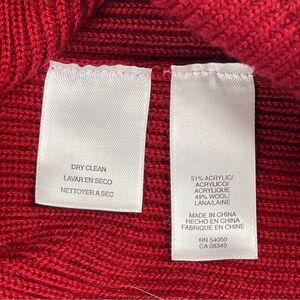 DRY CLEAN
LAVAR EN SECO
NETTOYER A SEC
51% ACRYLIC/
ACRILICO/
ACRYLIQUE
49% WOOL/
LANA/LAINE
MADE IN CHINA
HECHO EN CHINA
FABRIQUE EN CHINE
RN 54050
CA 08349